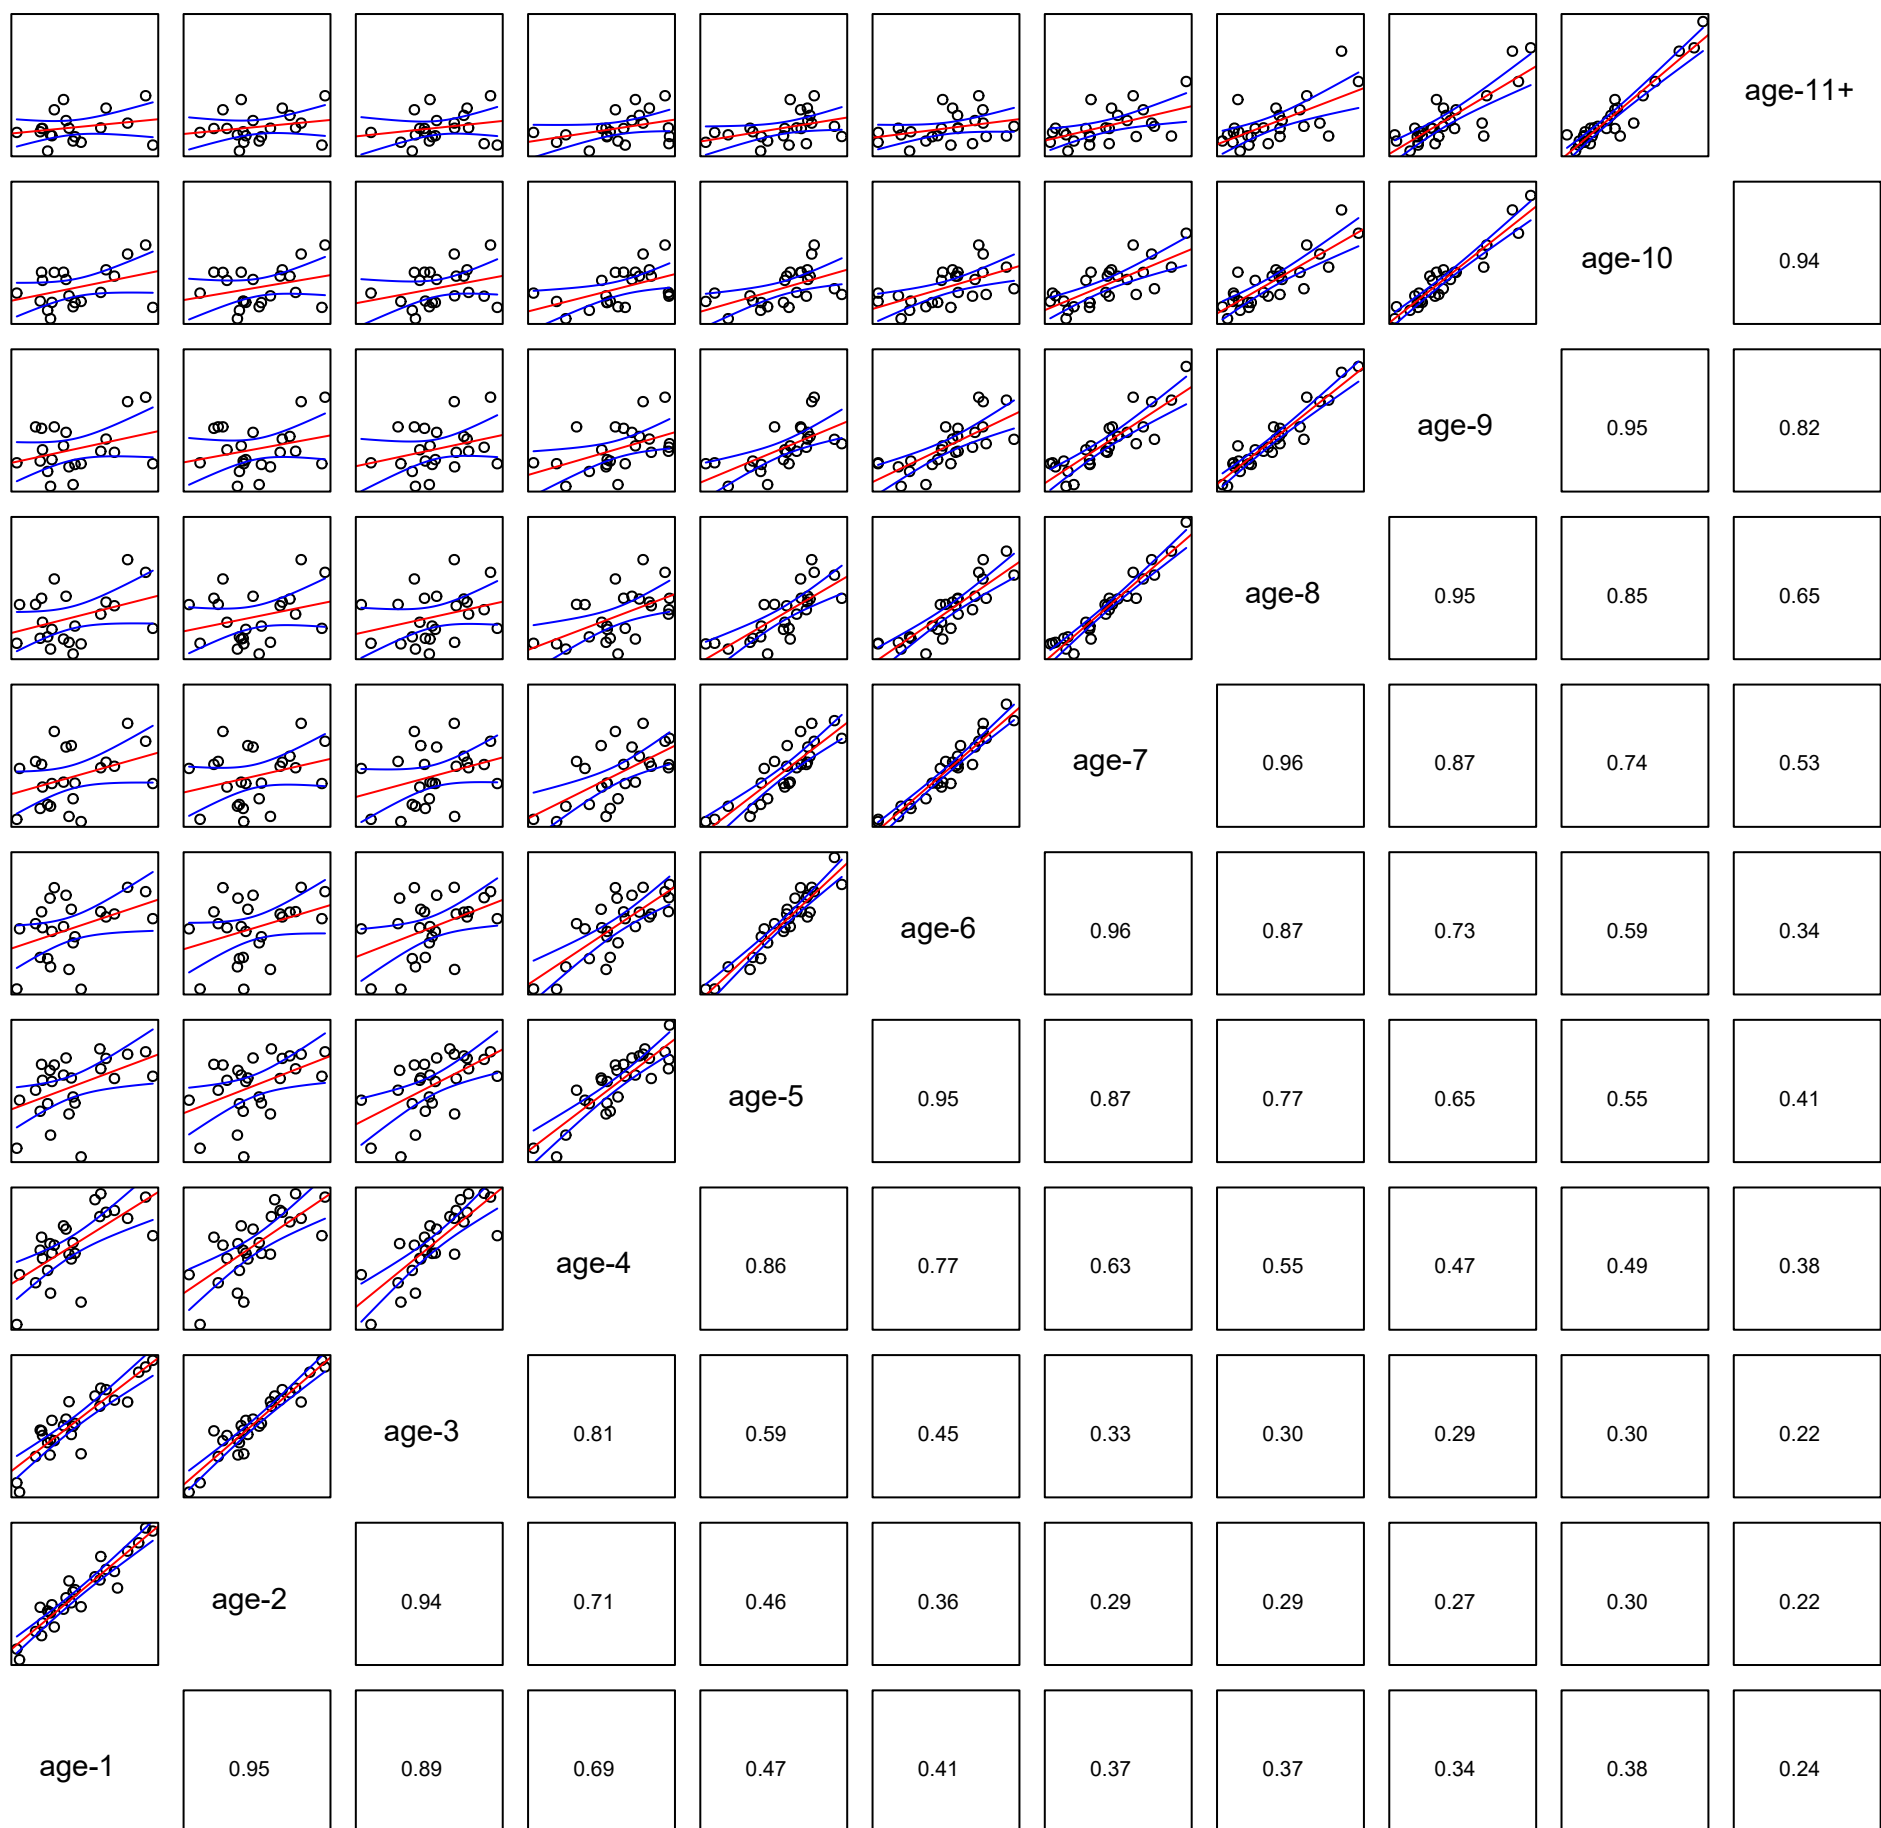 age-11+
age-10 0.94
age-9 0.95 0.82
age-8 0.95 0.85 0.65
age-7 0.96 0.87 0.74 0.53
age-6 0.96 0.87 0.73 0.59 0.34
age-5 0.95 0.87 0.77 0.65 0.55 0.41
age-4 0.86 0.77 0.63 0.55 0.47 0.49 0.38
age-3 0.81 0.59 0.45 0.33 0.30 0.29 0.30 0.22
age-2 0.94 0.71 0.46 0.36 0.29 0.29 0.27 0.30 0.22
age-1 0.95 0.89 0.69 0.47 0.41 0.37 0.37 0.34 0.38 0.24